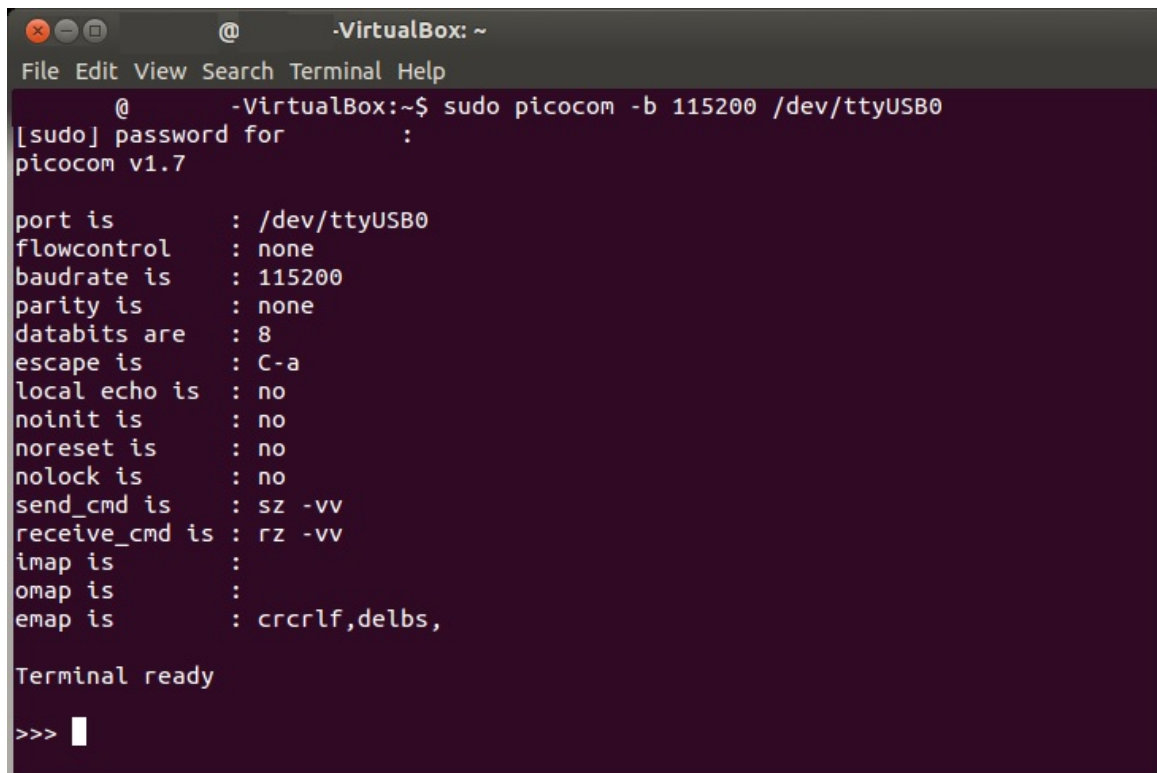 @ -VirtualBox: ~
File Edit View Search Terminal Help
@ -VirtualBox:~$ sudo picocom -b 115200 /dev/ttyUSB0
[sudo] password for :
picocom v1.7
port is : /dev/ttyUSB0
flowcontrol : none
baudrate is : 115200
parity is : none
databits are : 8
escape is : C-a
local echo is : no
noinit is : no
noreset is : no
nolock is : no
send_cmd is : sz -vv
receive_cmd is : rz -vv
imap is :
omap is :
emap is : crcrlf,delbs,
Terminal ready
>>>